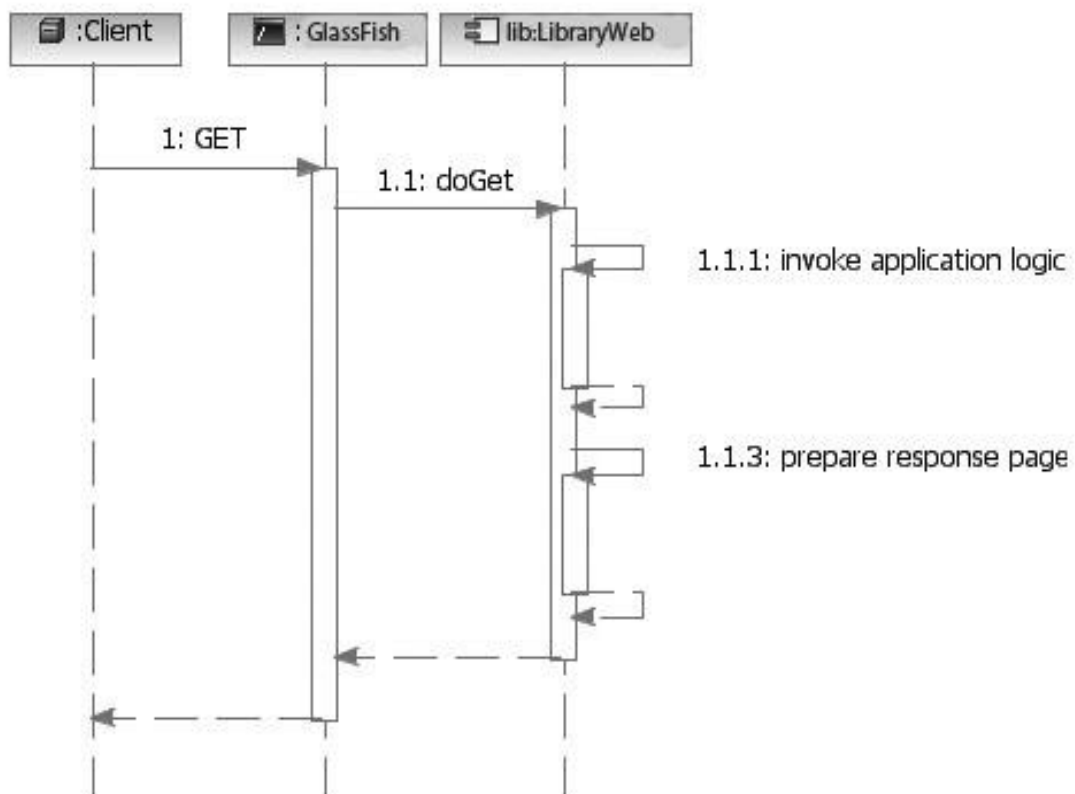 :Client
: GlassFish
lib:LibraryWeb
1: GET
1.1: doGet
1.1.1: invoke application logic
1.1.3: prepare response page